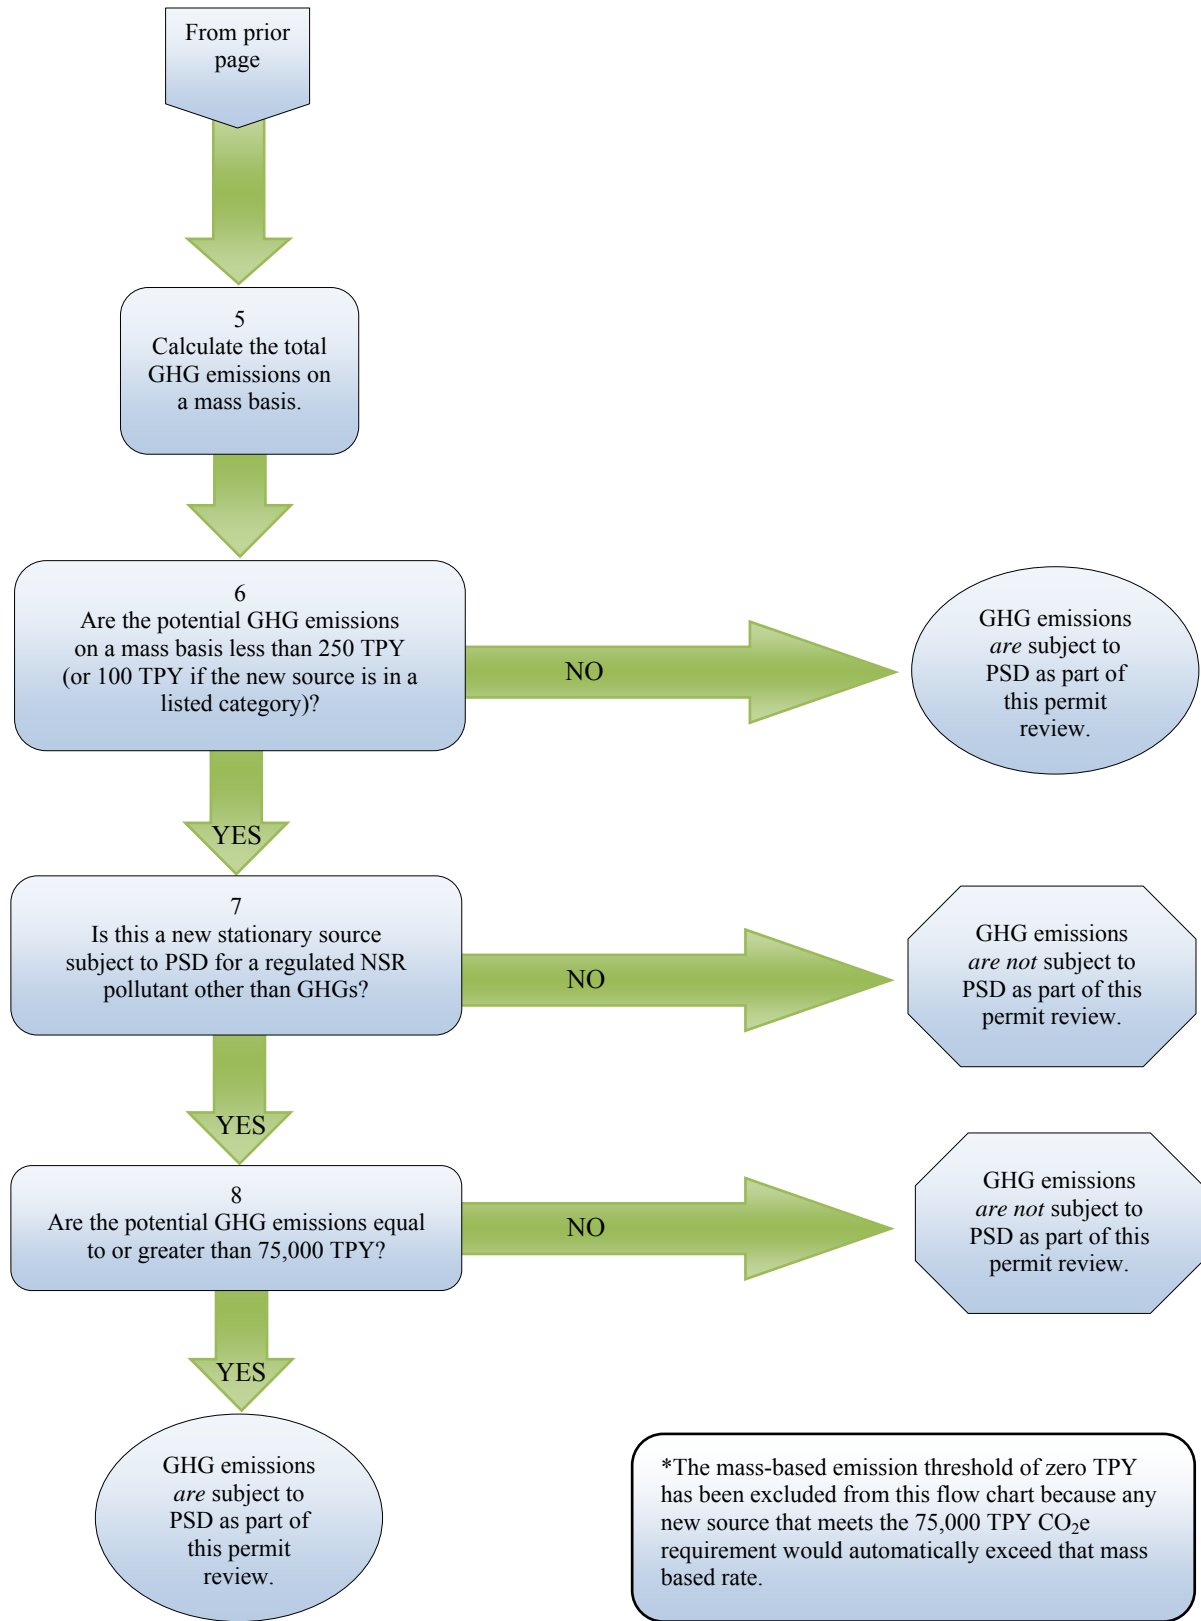 From prior
page
5
Calculate the total
GHG emissions on
a mass basis.
6
Are the potential GHG emissions
on a mass basis less than 250 TPY
(or 100 TPY if the new source is in a
listed category)?
NO
GHG emissions
are subject to
PSD as part of
this permit
review.
YES
7
Is this a new stationary source
subject to PSD for a regulated NSR
pollutant other than GHGs?
NO
GHG emissions
are not subject to
PSD as part of this
permit review.
YES
8
Are the potential GHG emissions equal
to or greater than 75,000 TPY?
NO
GHG emissions
are not subject to
PSD as part of this
permit review.
YES
GHG emissions
are subject to
PSD as part of
this permit
review.
*The mass-based emission threshold of zero TPY
has been excluded from this flow chart because any
new source that meets the 75,000 TPY CO₂e
requirement would automatically exceed that mass
based rate.